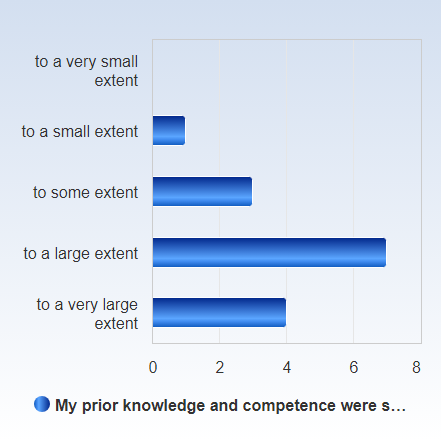 to a very small
extent
to a small extent
to some extent
to a large extent
to a very large
extent
0 2 4 6 8
My prior knowledge and competence were s...